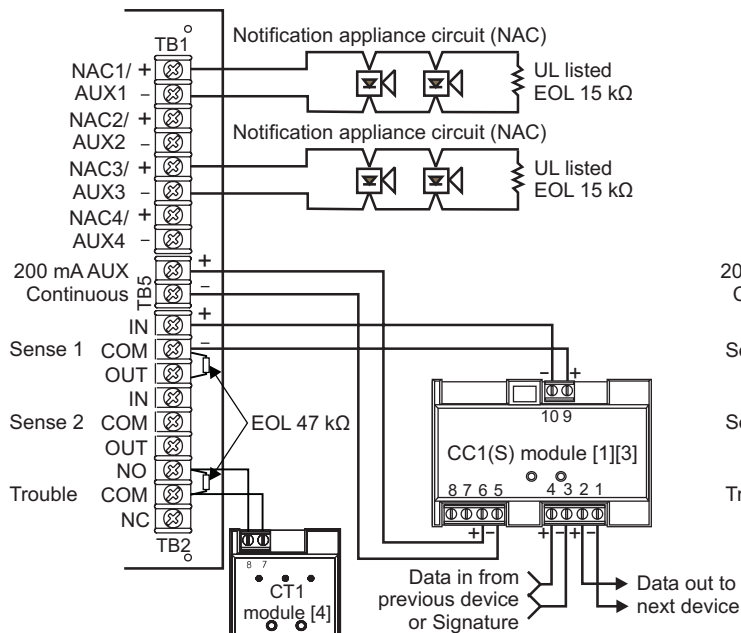 TB1
Notification appliance circuit (NAC)
NAC1/ +
AUX1 −
UL listed
EOL 15 kΩ
NAC2/ +
AUX2 −
Notification appliance circuit (NAC)
NAC3/ +
AUX3 −
UL listed
EOL 15 kΩ
NAC4/ +
AUX4 −
200 mA AUX
Continuous
TB5
+
−
+
−
IN
Sense 1 COM
OUT
IN
Sense 2 COM
OUT
EOL 47 kΩ
NO
Trouble COM
NC
TB2
− +
10 9
CC1(S) module [1][3]
8 7 6 5 4 3 2 1
+ − + − + −
8 7
CT1
module [4]
Data in from
previous device
or Signature
Data out to
next device
20
C
Se
Se
Tr